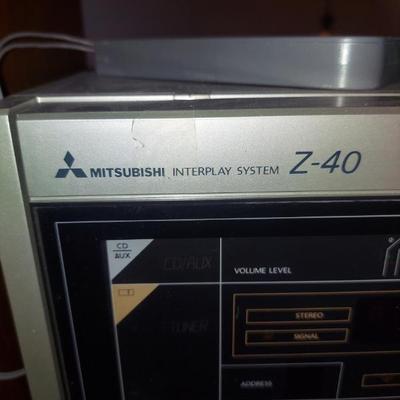 MITSUBISHI INTERPLAY SYSTEM Z-40
CD/AUX
CD/AUX
VOLUME LEVEL
TUNER
STEREO
SIGNAL
ADDRESS